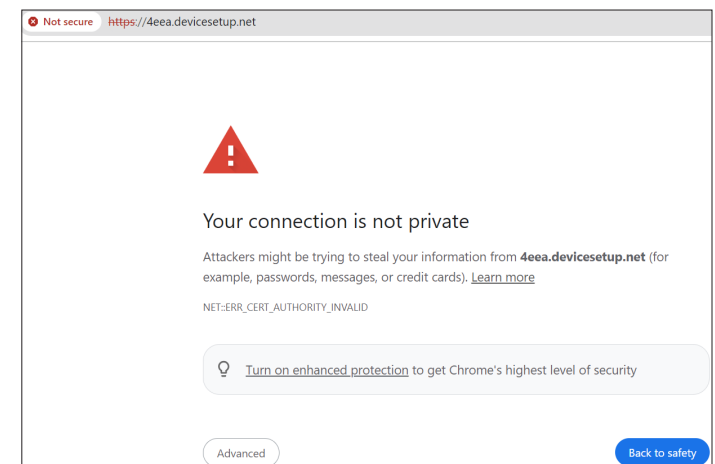 Not secure https://4eea.devicesetup.net
Your connection is not private
Attackers might be trying to steal your information from 4eea.devicesetup.net (for
example, passwords, messages, or credit cards). Learn more
NET::ERR_CERT_AUTHORITY_INVALID
Turn on enhanced protection to get Chrome's highest level of security
Advanced Back to safety